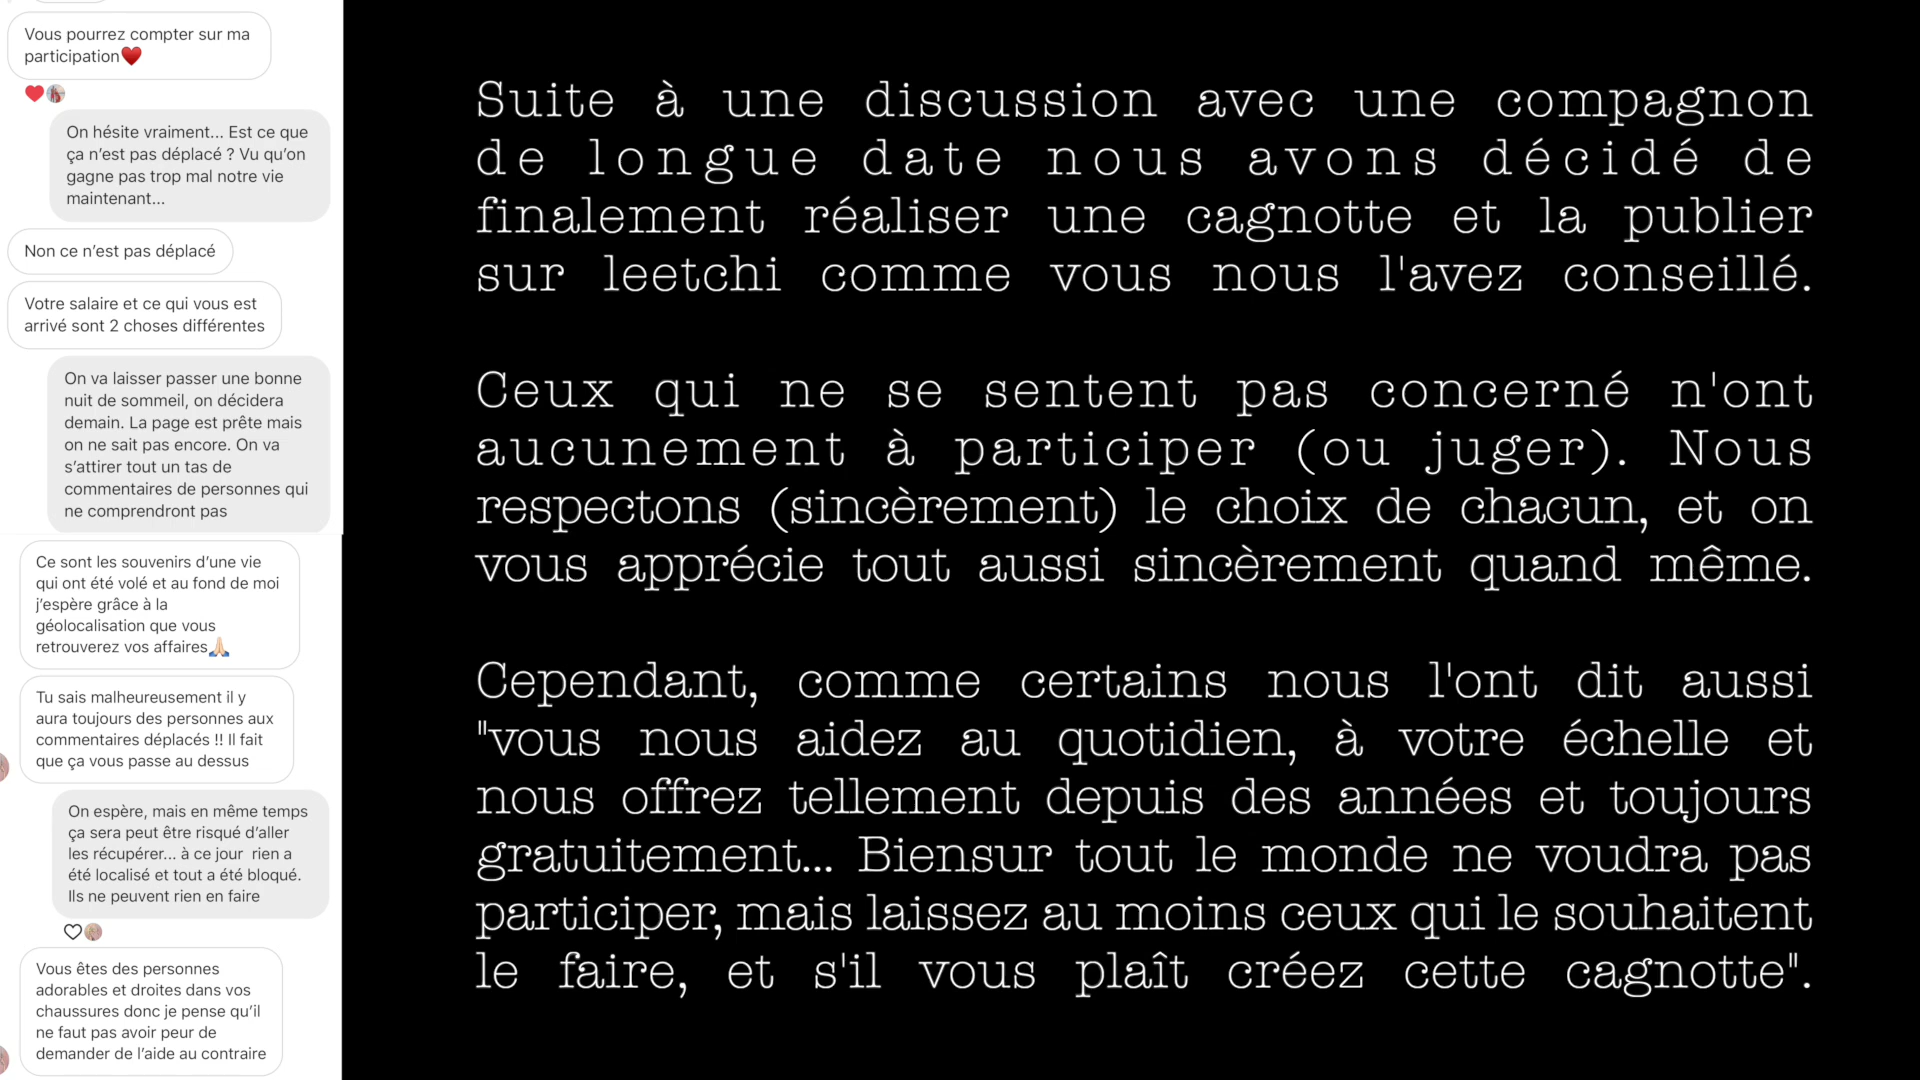 Vous pourrez compter sur ma
participation♥️
❤️
On hésite vraiment... Est ce que
ça n’est pas déplacé ? Vu qu’on
gagne pas trop mal notre vie
maintenant...
Non ce n’est pas déplacé
Votre salaire et ce qui vous est
arrivé sont 2 choses différentes
On va laisser passer une bonne
nuit de sommeil, on décidera
demain. La page est prête mais
on ne sait pas encore. On va
s’attirer tout un tas de
commentaires de personnes qui
ne comprendront pas
Ce sont les souvenirs d’une vie
qui ont été volé et au fond de moi
j’espère grâce à la
géolocalisation que vous
retrouverez vos affaires🙏🏻
Tu sais malheureusement il y
aura toujours des personnes aux
commentaires déplacés !! Il fait
que ça vous passe au dessus
On espère, mais en même temps
ça sera peut être risqué d’aller
les récupérer... à ce jour  rien a
été localisé et tout a été bloqué.
Ils ne peuvent rien en faire
Vous êtes des personnes
adorables et droites dans vos
chaussures donc je pense qu’il
ne faut pas avoir peur de
demander de l’aide au contraire
Suite à une discussion avec une compagnon
de longue date nous avons décidé de
finalement réaliser une cagnotte et la publier
sur leetchi comme vous nous l'avez conseillé.
Ceux qui ne se sentent pas concerné n'ont
aucunement à participer (ou juger). Nous
respectons (sincèrement) le choix de chacun, et on
vous apprécie tout aussi sincèrement quand même.
Cependant, comme certains nous l'ont dit aussi
"vous nous aidez au quotidien, à votre échelle et
nous offrez tellement depuis des années et toujours
gratuitement... Biensur tout le monde ne voudra pas
participer, mais laissez au moins ceux qui le souhaitent
le faire, et s'il vous plaît créez cette cagnotte".